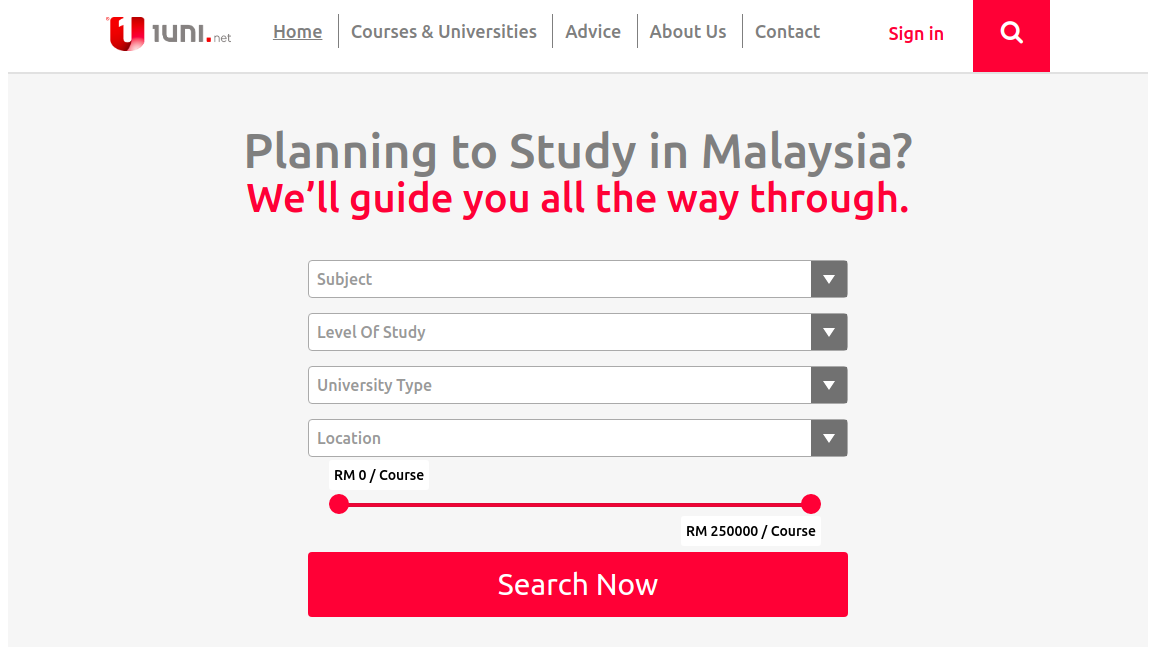 1UNI.net
Home Courses & Universities Advice About Us Contact Sign in
Planning to Study in Malaysia?
We’ll guide you all the way through.
Subject
Level Of Study
University Type
Location
RM 0 / Course
RM 250000 / Course
Search Now